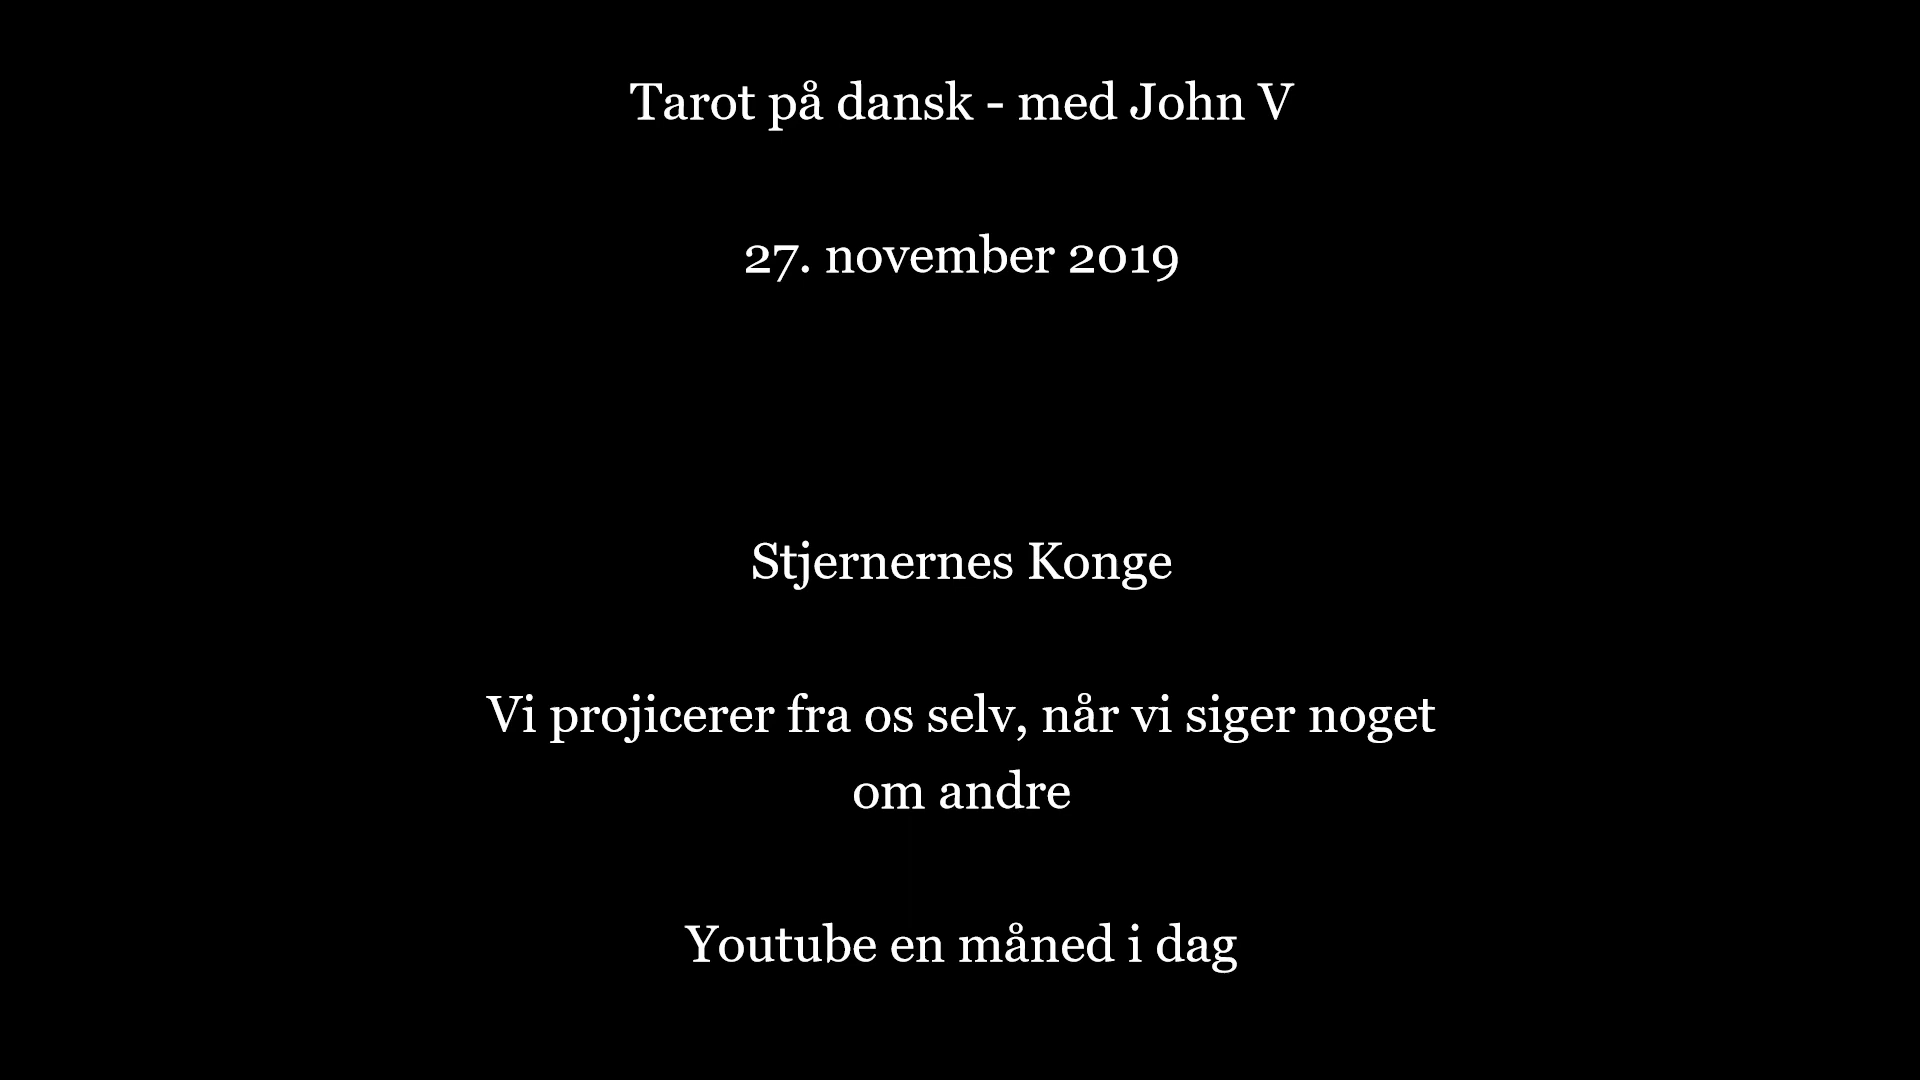 Tarot på dansk - med John V
27. november 2019
Stjernernes Konge
Vi projicerer fra os selv, når vi siger noget
om andre
Youtube en måned i dag